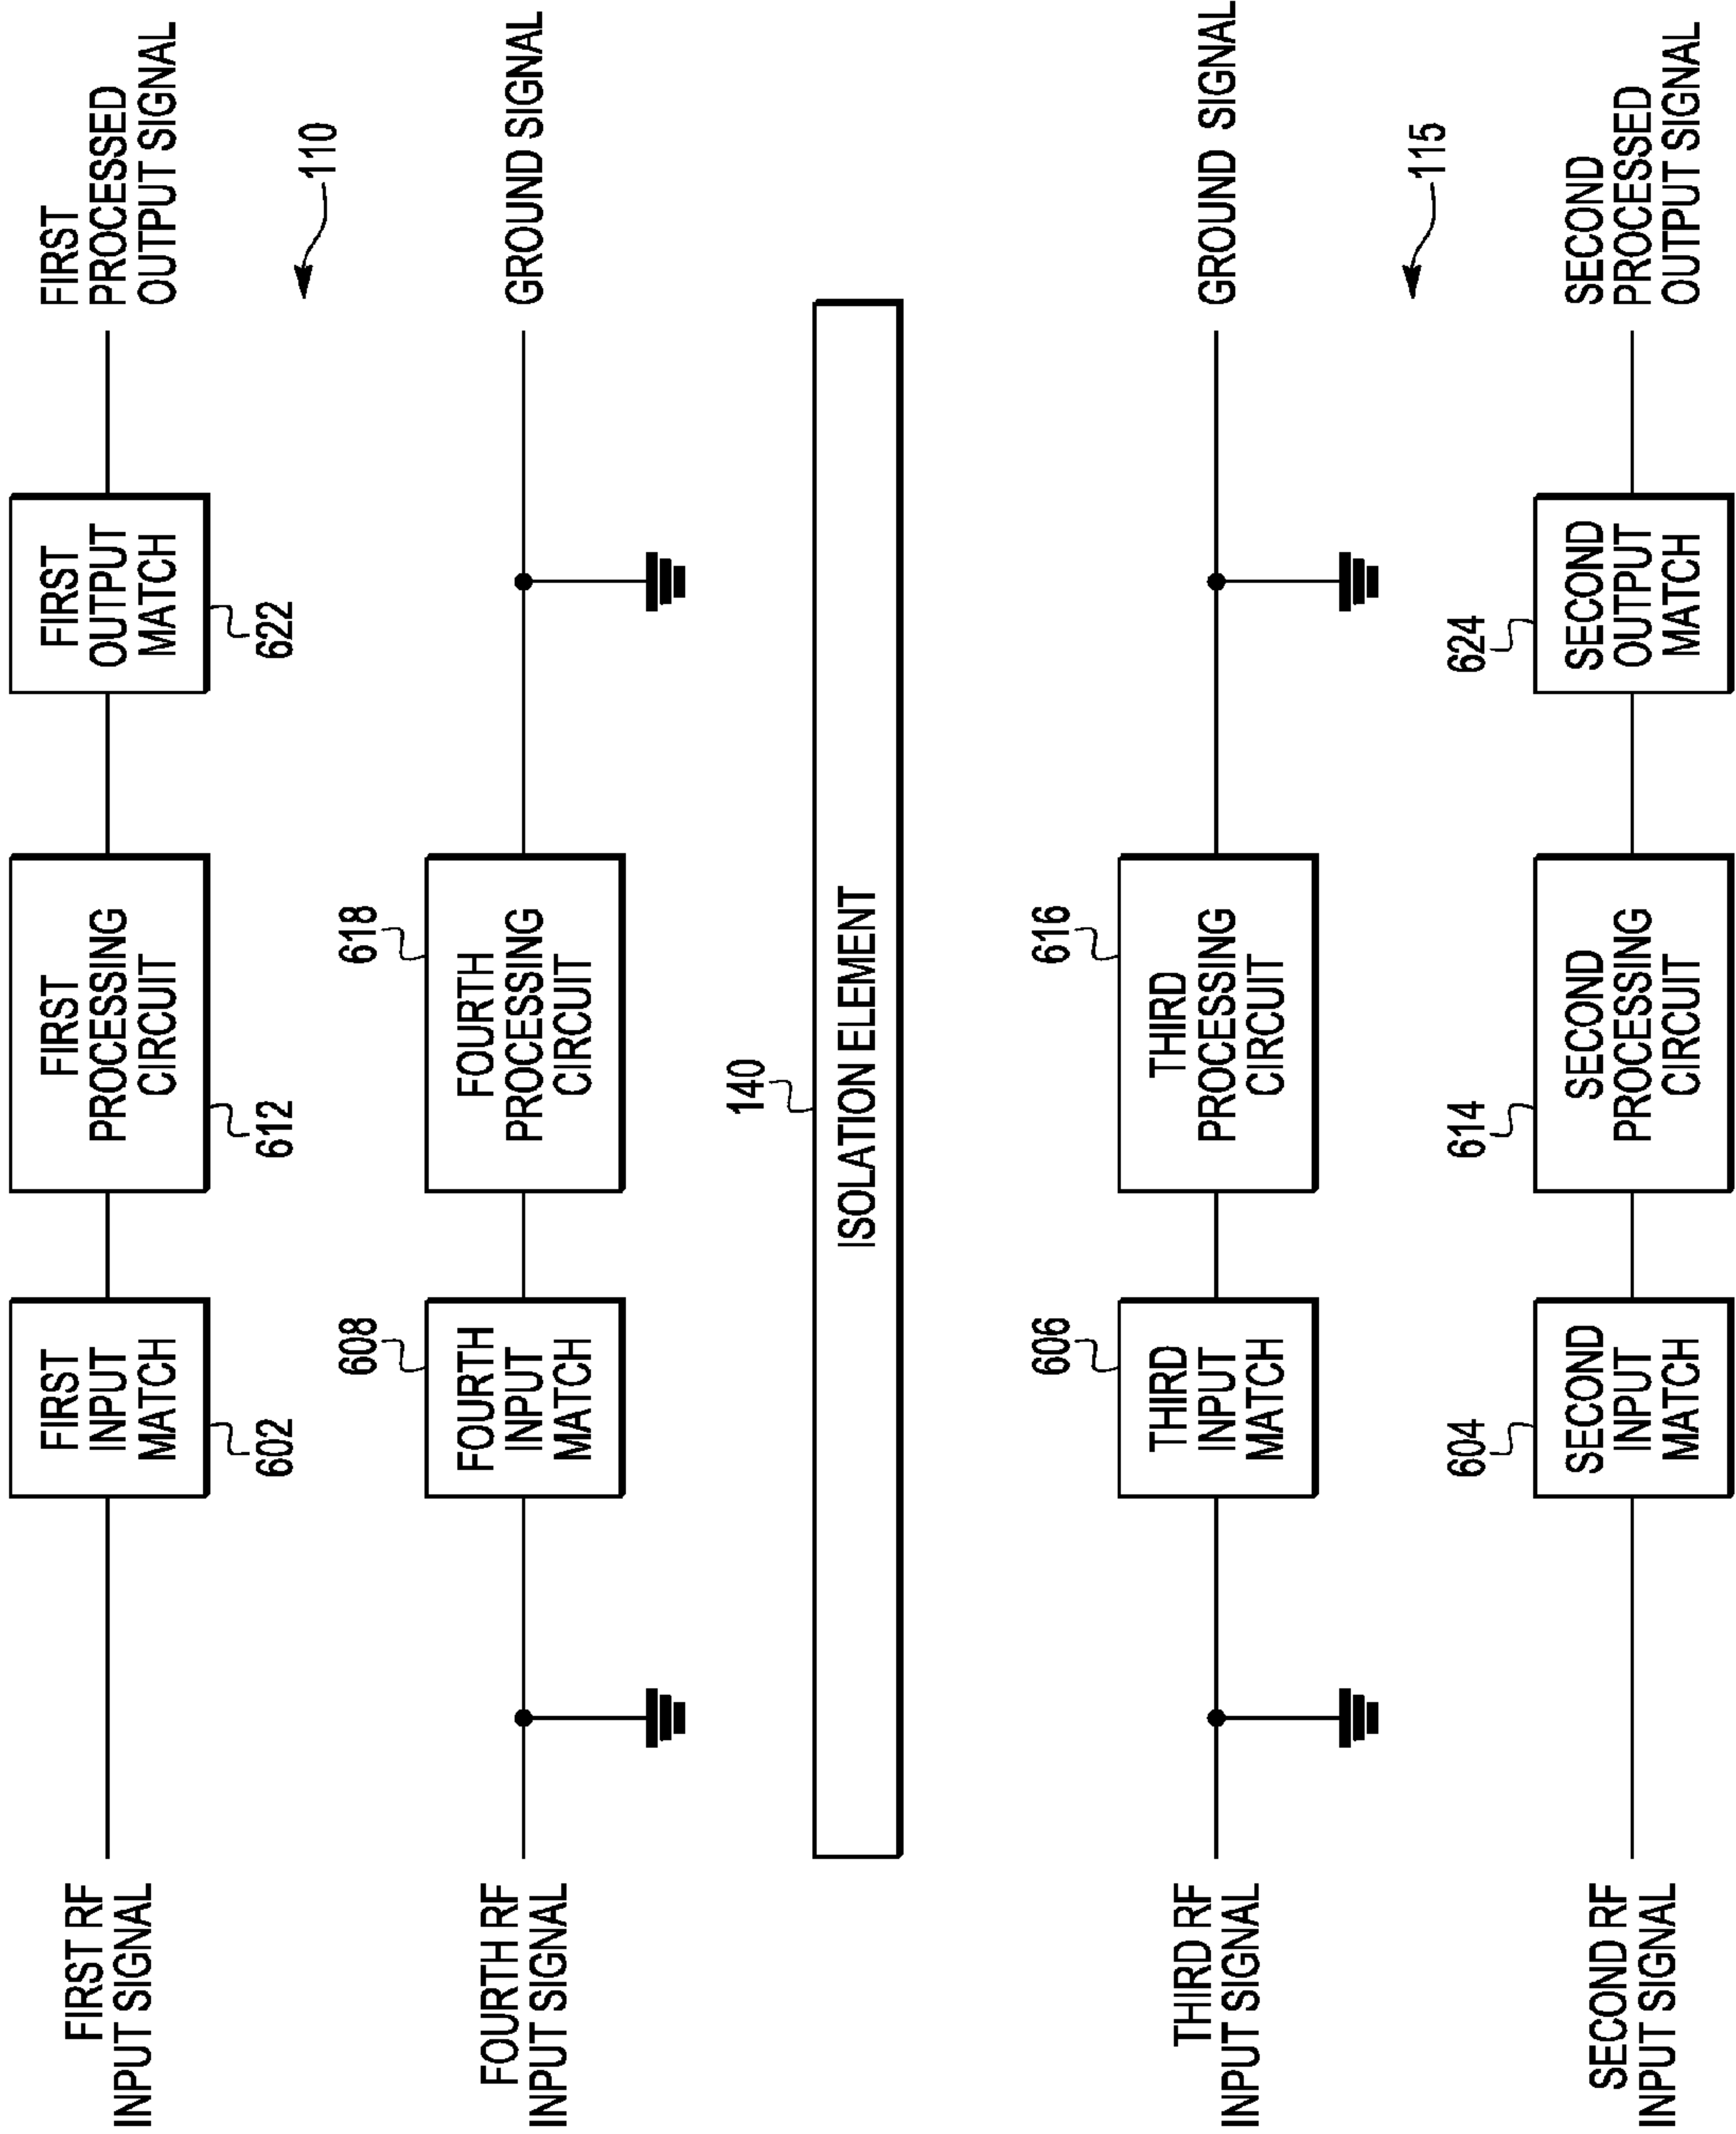 FIRST RF
INPUT SIGNAL
FIRST
INPUT
MATCH
602
FIRST
PROCESSING
CIRCUIT
612
FIRST
OUTPUT
MATCH
622
FIRST
PROCESSED
OUTPUT SIGNAL
110
FOURTH RF
INPUT SIGNAL
608
FOURTH
INPUT
MATCH
618
FOURTH
PROCESSING
CIRCUIT
GROUND SIGNAL
140
ISOLATION ELEMENT
THIRD RF
INPUT SIGNAL
606
THIRD
INPUT
MATCH
616
THIRD
PROCESSING
CIRCUIT
GROUND SIGNAL
115
SECOND RF
INPUT SIGNAL
604
SECOND
INPUT
MATCH
614
SECOND
PROCESSING
CIRCUIT
624
SECOND
OUTPUT
MATCH
SECOND
PROCESSED
OUTPUT SIGNAL